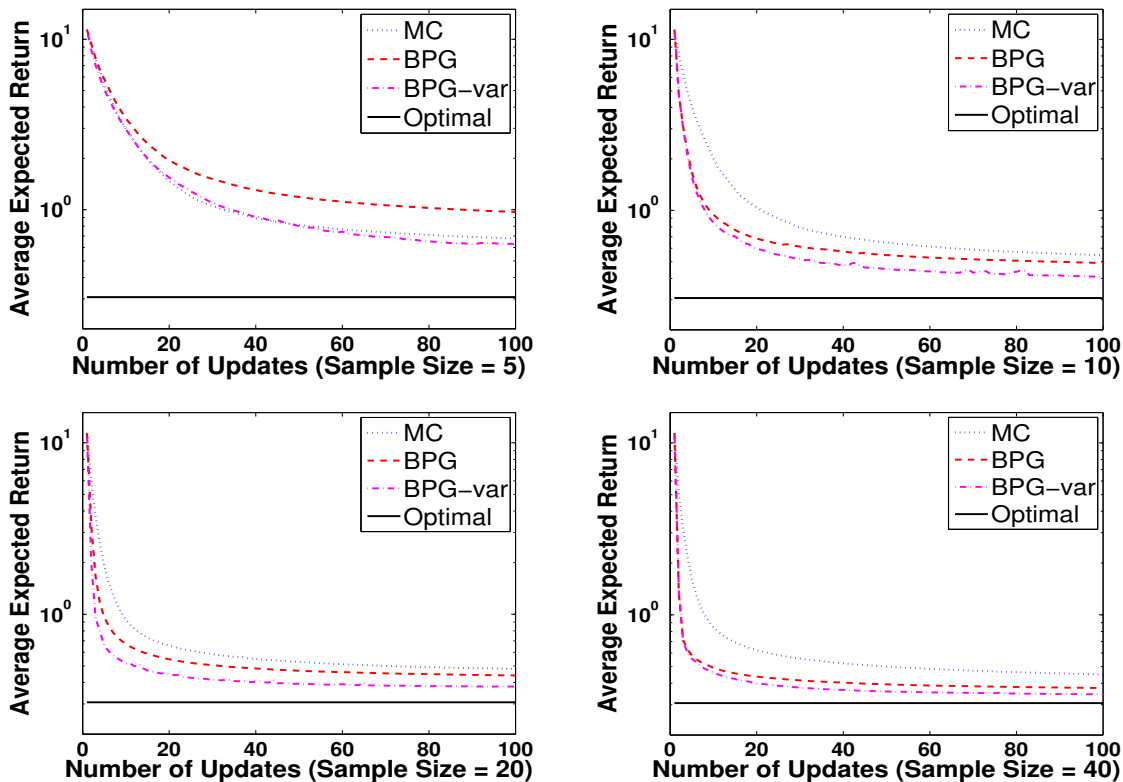 Average Expected Return
10^1
10^0
MC
BPG
BPG-var
Optimal
0 20 40 60 80 100
Number of Updates (Sample Size = 5)
Average Expected Return
10^1
10^0
MC
BPG
BPG-var
Optimal
0 20 40 60 80 100
Number of Updates (Sample Size = 10)
Average Expected Return
10^1
10^0
MC
BPG
BPG-var
Optimal
0 20 40 60 80 100
Number of Updates (Sample Size = 20)
Average Expected Return
10^1
10^0
MC
BPG
BPG-var
Optimal
0 20 40 60 80 100
Number of Updates (Sample Size = 40)